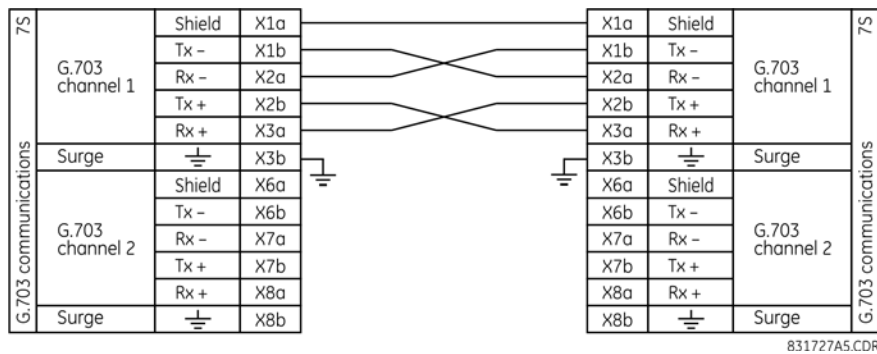 7S
G.703 communications
G.703
channel 1
Shield X1a
Tx – X1b
Rx – X2a
Tx + X2b
Rx + X3a
Surge X3b
G.703
channel 2
Shield X6a
Tx – X6b
Rx – X7a
Tx + X7b
Rx + X8a
Surge X8b
X1a Shield
X1b Tx –
X2a Rx –
X2b Tx +
X3a Rx +
G.703
channel 1
X3b Surge
X6a Shield
X6b Tx –
X7a Rx –
X7b Tx +
X8a Rx +
G.703
channel 2
X8b Surge
7S
G.703 communications
831727A5.CDR